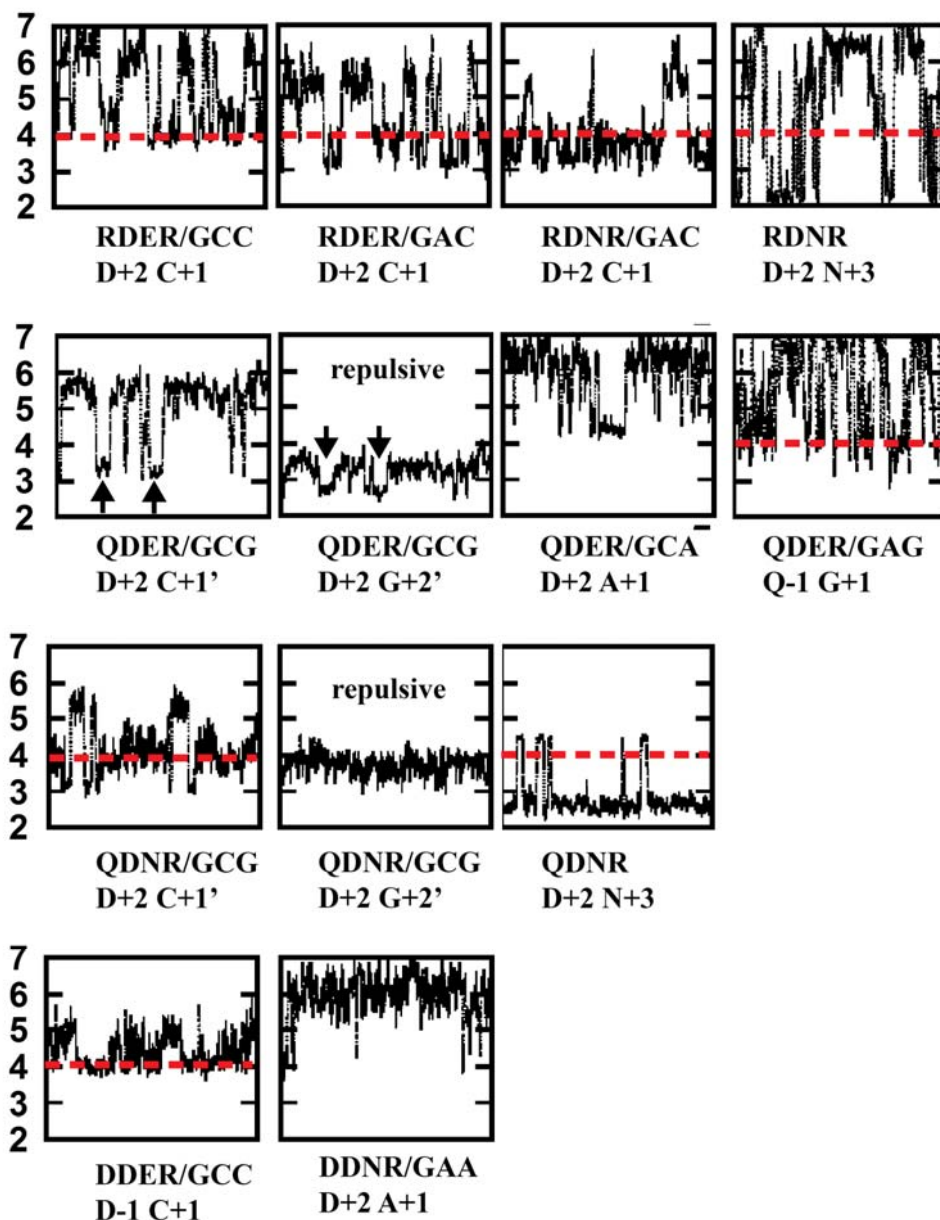 7
6
5
4
3
2
RDER/GCC
D+2 C+1
RDER/GAC
D+2 C+1
RDNR/GAC
D+2 C+1
RDNR
D+2 N+3
7
6
5
4
3
2
QDER/GCG
D+2 C+1’
repulsive
QDER/GCG
D+2 G+2’
QDER/GCA
D+2 A+1
QDER/GAG
Q-1 G+1
7
6
5
4
3
2
QDNR/GCG
D+2 C+1’
repulsive
QDNR/GCG
D+2 G+2’
QDNR
D+2 N+3
7
6
5
4
3
2
DDER/GCC
D-1 C+1
DDNR/GAA
D+2 A+1